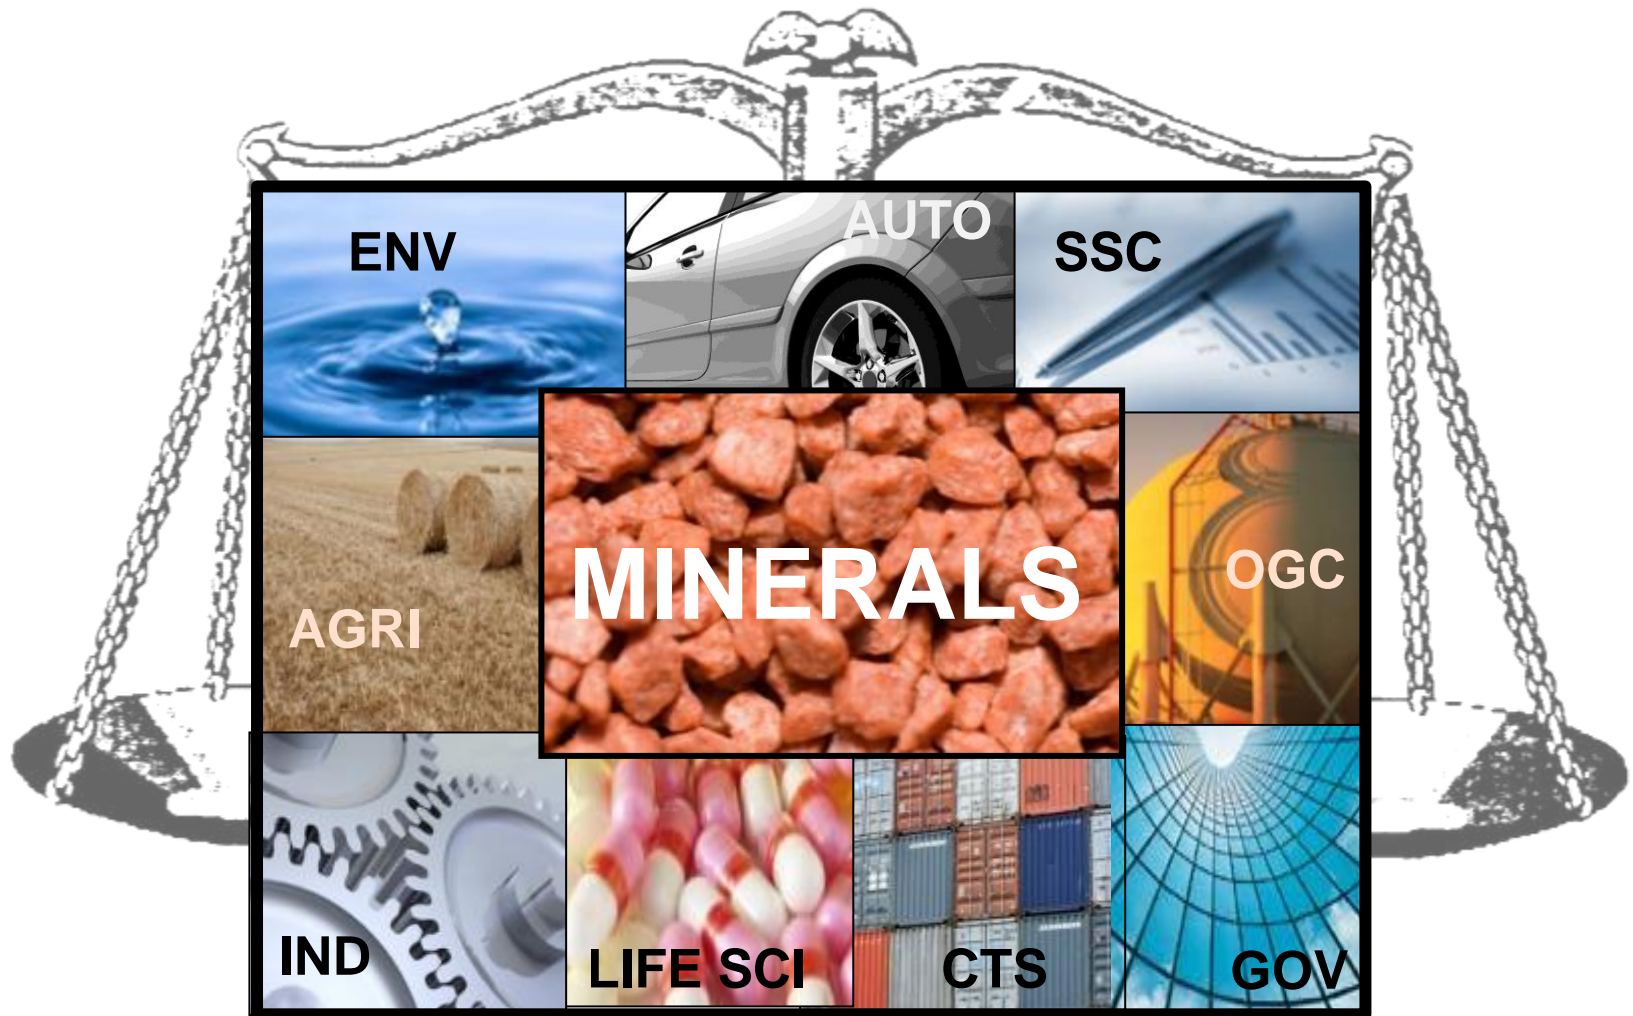 AUTO
ENV
SSC
MINERALS
OGC
AGRI
IND
LIFE SCI
CTS
GOV